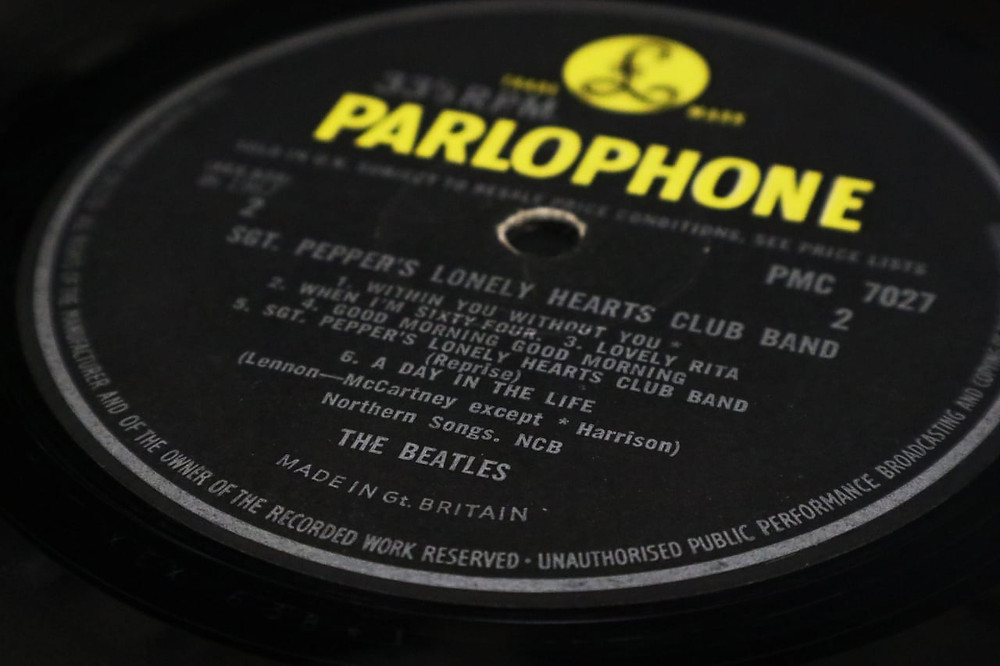 £
TRADE MARK
33⅓ RPM
PARLOPHONE
SOLD IN U.K. SUBJECT TO RESALE PRICE CONDITIONS, SEE PRICE LISTS
PMC 7027
2
2
SGT. PEPPER'S LONELY HEARTS CLUB BAND
1. WITHIN YOU WITHOUT YOU *
2. WHEN I'M SIXTY-FOUR. 3. LOVELY RITA
4. GOOD MORNING GOOD MORNING
5. SGT. PEPPER'S LONELY HEARTS CLUB BAND
(Reprise)
6. A DAY IN THE LIFE
(Lennon—McCartney except * Harrison)
Northern Songs. NCB
THE BEATLES
MADE IN Gt. BRITAIN
MANUFACTURER AND OF THE OWNER OF THE RECORDED WORK RESERVED · UNAUTHORISED PUBLIC PERFORMANCE BROADCASTING AND